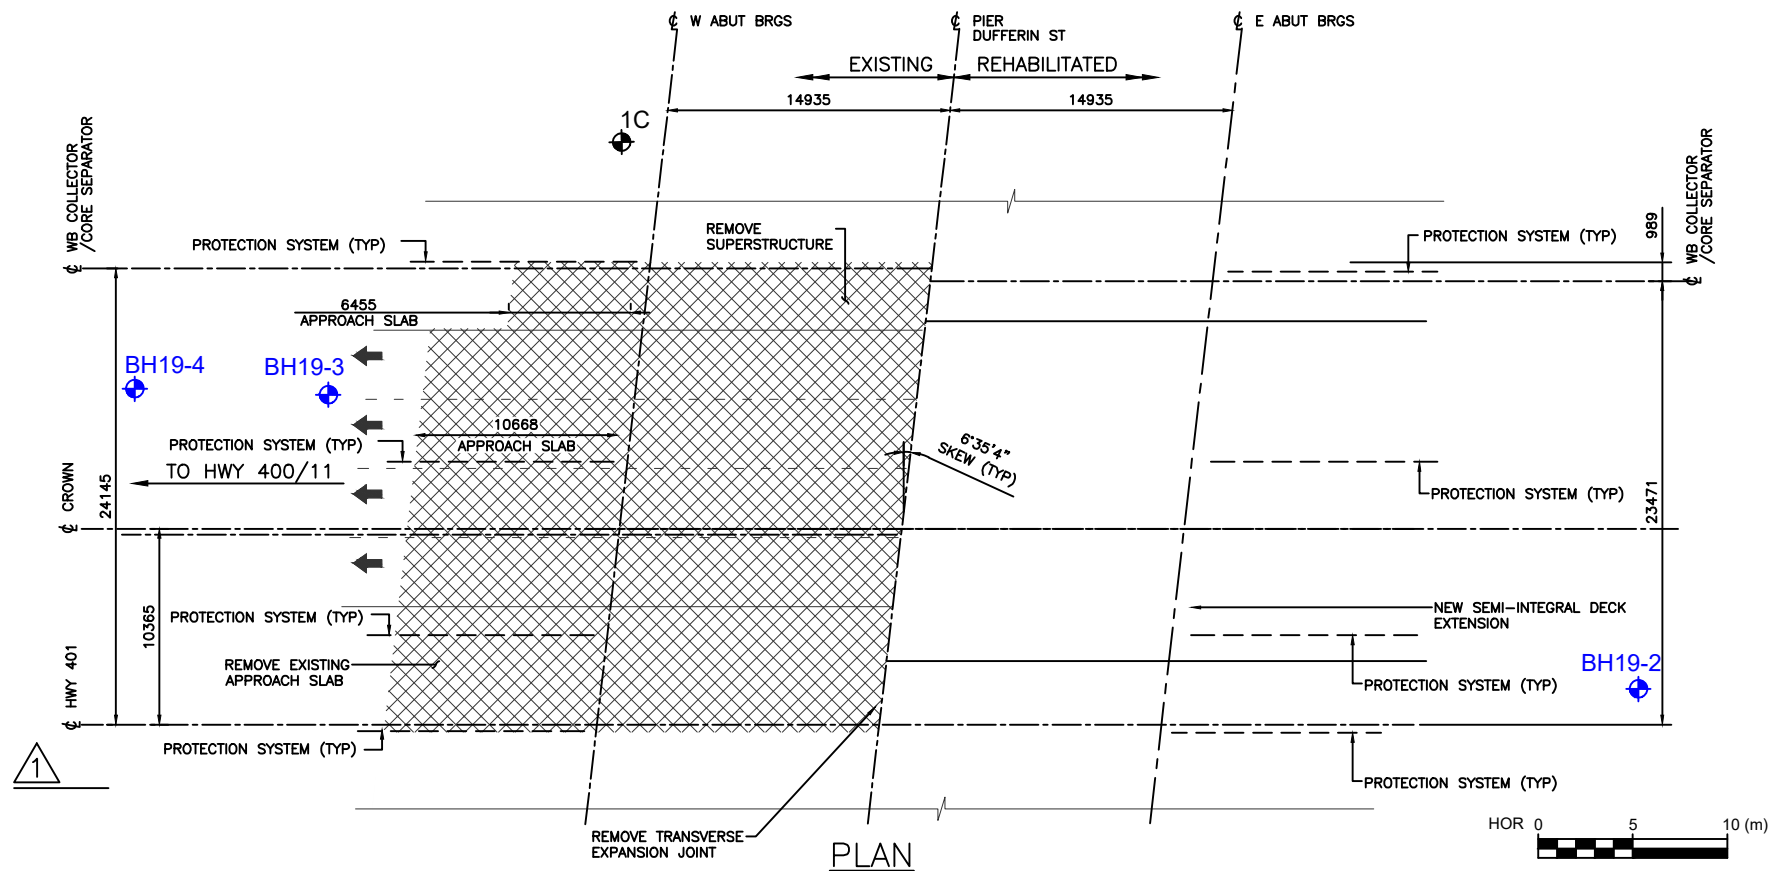 ℄ W ABUT BRGS
℄ PIER
DUFFERIN ST
℄ E ABUT BRGS
EXISTING
REHABILITATED
14935
14935
1C
℄ WB COLLECTOR
/CORE SEPARATOR
℄ WB COLLECTOR
/CORE SEPARATOR
989
PROTECTION SYSTEM (TYP)
REMOVE
SUPERSTRUCTURE
PROTECTION SYSTEM (TYP)
6455
APPROACH SLAB
BH19-4
BH19-3
10668
APPROACH SLAB
PROTECTION SYSTEM (TYP)
6°35'4"
SKEW (TYP)
TO HWY 400/11
PROTECTION SYSTEM (TYP)
℄ CROWN
24145
23471
10365
PROTECTION SYSTEM (TYP)
NEW SEMI-INTEGRAL DECK
EXTENSION
℄ HWY 401
REMOVE EXISTING
APPROACH SLAB
BH19-2
PROTECTION SYSTEM (TYP)
PROTECTION SYSTEM (TYP)
1
PROTECTION SYSTEM (TYP)
REMOVE TRANSVERSE
EXPANSION JOINT
PLAN
HOR 0 5 10 (m)